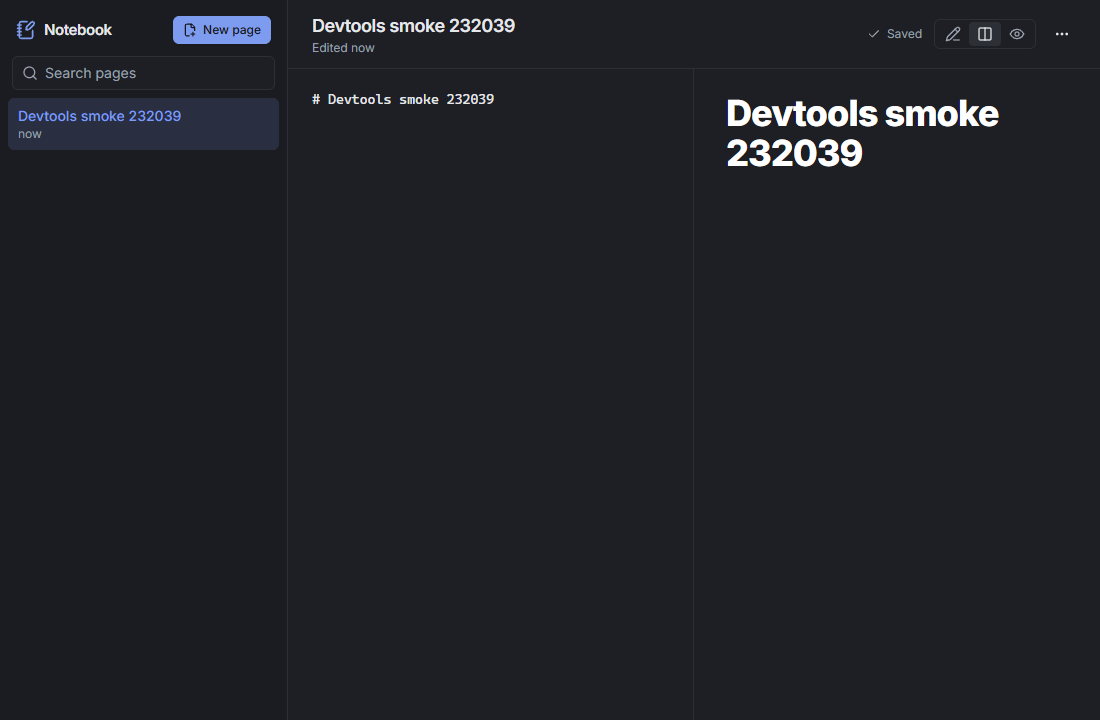 Notebook
New page
Search pages
Devtools smoke 232039
now
Devtools smoke 232039
Edited now
Saved
# Devtools smoke 232039
Devtools smoke
232039